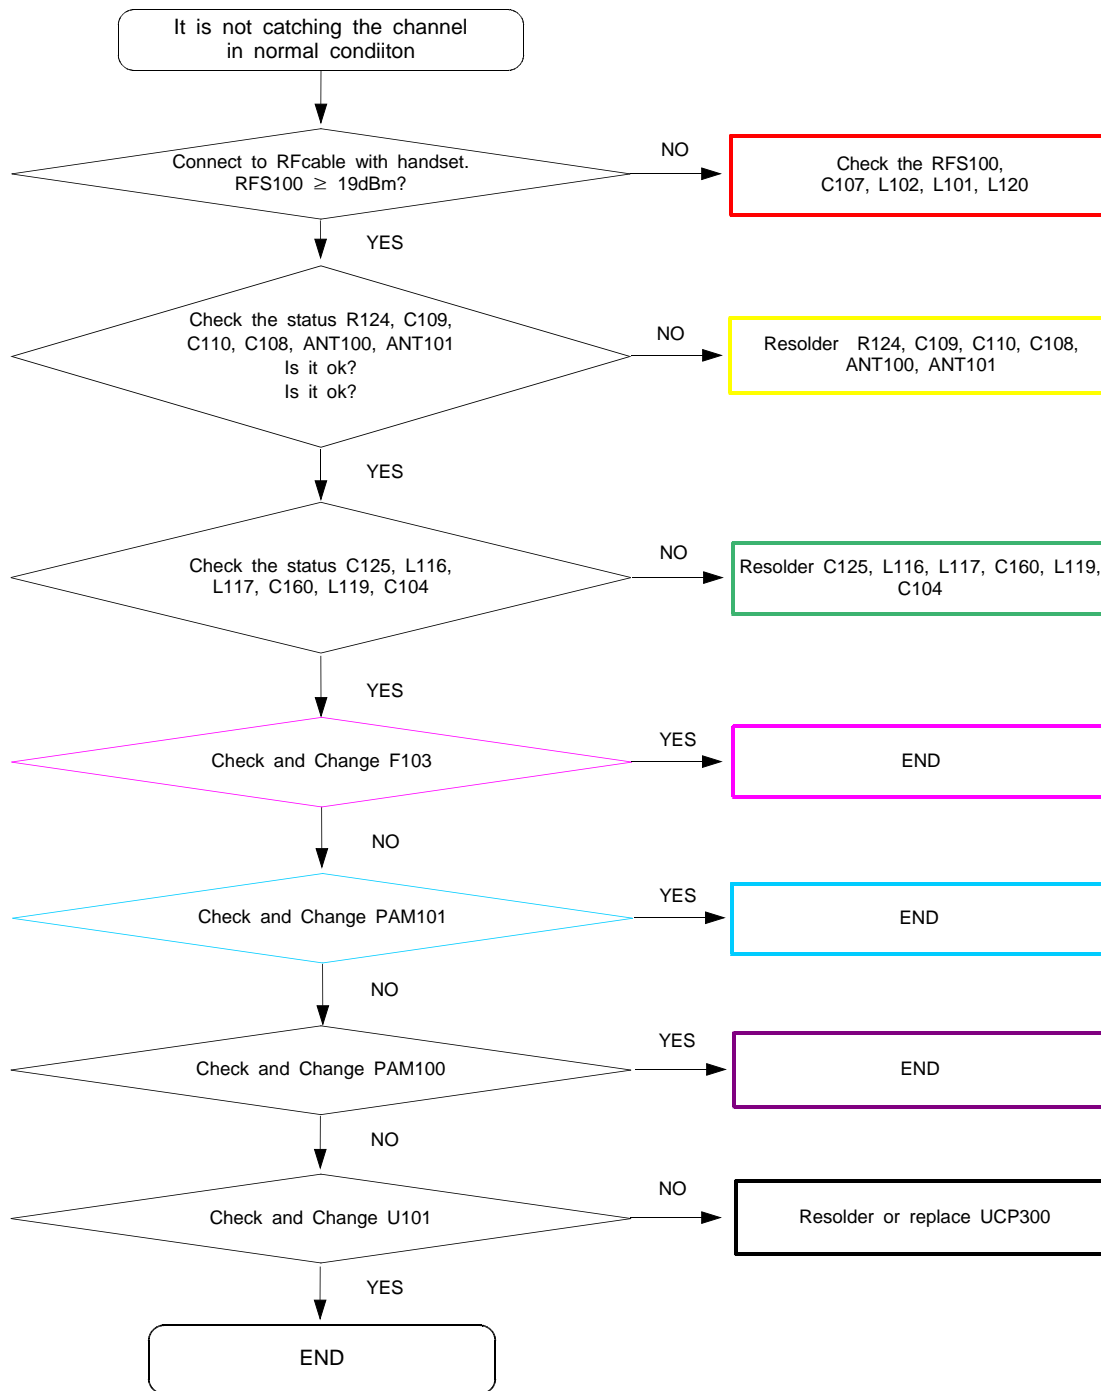 It is not catching the channel
in normal condiiton
Connect to RFcable with handset.
RFS100 ≥ 19dBm?
NO
Check the RFS100,
C107, L102, L101, L120
YES
Check the status R124, C109,
C110, C108, ANT100, ANT101
Is it ok?
Is it ok?
NO
Resolder R124, C109, C110, C108,
ANT100, ANT101
YES
Check the status C125, L116,
L117, C160, L119, C104
NO
Resolder C125, L116, L117, C160, L119,
C104
YES
Check and Change F103
YES
END
NO
Check and Change PAM101
YES
END
NO
Check and Change PAM100
YES
END
NO
Check and Change U101
NO
Resolder or replace UCP300
YES
END